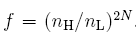 f = (n_H/n_L)^{2N}.